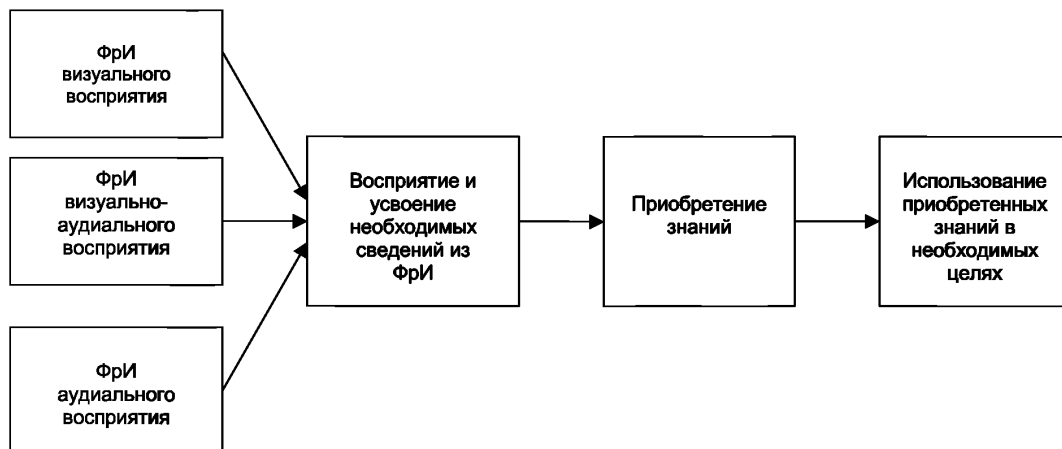 ФрИ
визуального
восприятия
ФрИ
визуально-
аудиального
восприятия
ФрИ
аудиального
восприятия
Восприятие и
усвоение
необходимых
сведений из
ФрИ
Приобретение
знаний
Использование
приобретенных
знаний в
необходимых
целях